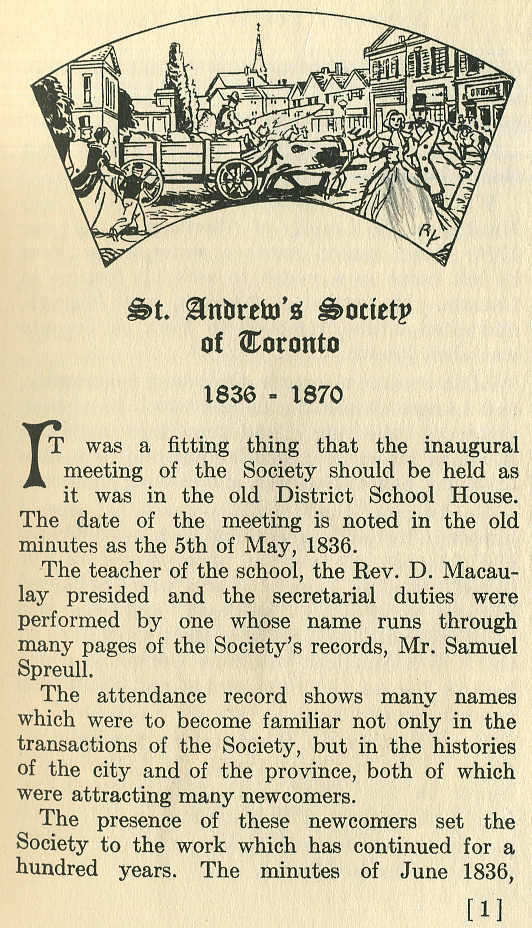 RY
St. Andrew's Society
of Toronto
1836 - 1870
IT was a fitting thing that the inaugural
meeting of the Society should be held as
it was in the old District School House.
The date of the meeting is noted in the old
minutes as the 5th of May, 1836.
The teacher of the school, the Rev. D. Macau-
lay presided and the secretarial duties were
performed by one whose name runs through
many pages of the Society's records, Mr. Samuel
Spreull.
The attendance record shows many names
which were to become familiar not only in the
transactions of the Society, but in the histories
of the city and of the province, both of which
were attracting many newcomers.
The presence of these newcomers set the
Society to the work which has continued for a
hundred years. The minutes of June 1836,
[1]